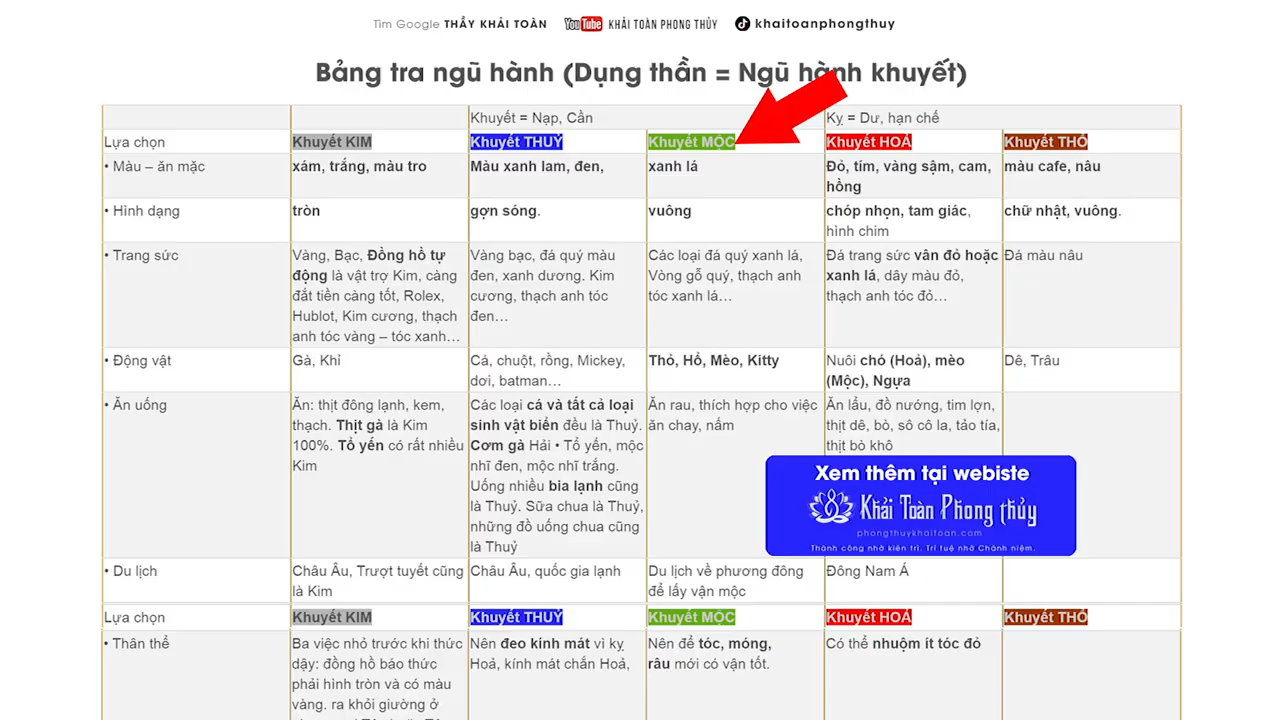 Tìm Google THẦY KHẢI TOÀN YouTube KHẢI TOÀN PHONG THỦY khaitoanphongthuy
Bảng tra ngũ hành (Dụng thần = Ngũ hành khuyết)
Khuyết = Nạp, Cần
Kỵ = Dư, hạn chế
Lựa chọn
Khuyết KIM
Khuyết THUỶ
Khuyết MỘC
Khuyết HOẢ
Khuyết THỔ
• Màu – ăn mặc
xám, trắng, màu tro
Màu xanh lam, đen,
xanh lá
Đỏ, tím, vàng sậm, cam,
hồng
màu cafe, nâu
• Hình dạng
tròn
gợn sóng.
vuông
chóp nhọn, tam giác,
hình chim
chữ nhật, vuông.
• Trang sức
Vàng, Bạc, Đồng hồ tự
động là vật trợ Kim, càng
đắt tiền càng tốt, Rolex,
Hublot, Kim cương, thạch
anh tóc vàng – tóc xanh…
Vàng bạc, đá quý màu
đen, xanh dương. Kim
cương, thạch anh tóc
đen…
Các loại đá quý xanh lá,
Vòng gỗ quý, thạch anh
tóc xanh lá…
Đá trang sức vân đỏ hoặc
xanh lá, dây màu đỏ,
thạch anh tóc đỏ…
Đá màu nâu
• Động vật
Gà, Khỉ
Cá, chuột, rồng, Mickey,
dơi, batman…
Thỏ, Hổ, Mèo, Kitty
Nuôi chó (Hoả), mèo
(Mộc), Ngựa
Dê, Trâu
• Ăn uống
Ăn: thịt đông lạnh, kem,
thạch. Thịt gà là Kim
100%. Tổ yến có rất nhiều
Kim
Các loại cá và tất cả loại
sinh vật biển đều là Thuỷ.
Cơm gà Hải • Tổ yến, mộc
nhĩ đen, mộc nhĩ trắng.
Uống nhiều bia lạnh cũng
là Thuỷ. Sữa chua là Thuỷ,
những đồ uống chua cũng
là Thuỷ
Ăn rau, thích hợp cho việc
ăn chay, nấm
Ăn lẩu, đồ nướng, tim lợn,
thịt dê, bò, sô cô la, tảo tía,
thịt bò khô
Xem thêm tại webiste
Khải Toàn Phong thủy
phongthuykhaitoan.com
Thành công nhờ kiên trì. Trí tuệ nhờ Chánh niệm.
• Du lịch
Châu Âu, Trượt tuyết cũng
là Kim
Châu Âu, quốc gia lạnh
Du lịch về phương đông
để lấy vận mộc
Đông Nam Á
Lựa chọn
Khuyết KIM
Khuyết THUỶ
Khuyết MỘC
Khuyết HOẢ
Khuyết THỔ
• Thân thể
Ba việc nhỏ trước khi thức
dậy: đồng hồ báo thức
phải hình tròn và có màu
vàng. ra khỏi giường ở
Nên đeo kính mát vì kỵ
Hoả, kính mát chắn Hoả,
Nên để tóc, móng,
râu mới có vận tốt.
Có thể nhuộm ít tóc đỏ